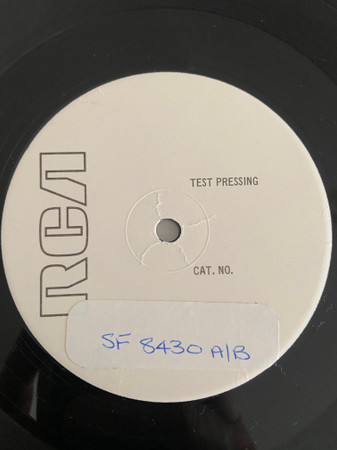 RCA
TEST PRESSING
CAT. NO.
SF 8430 A/B